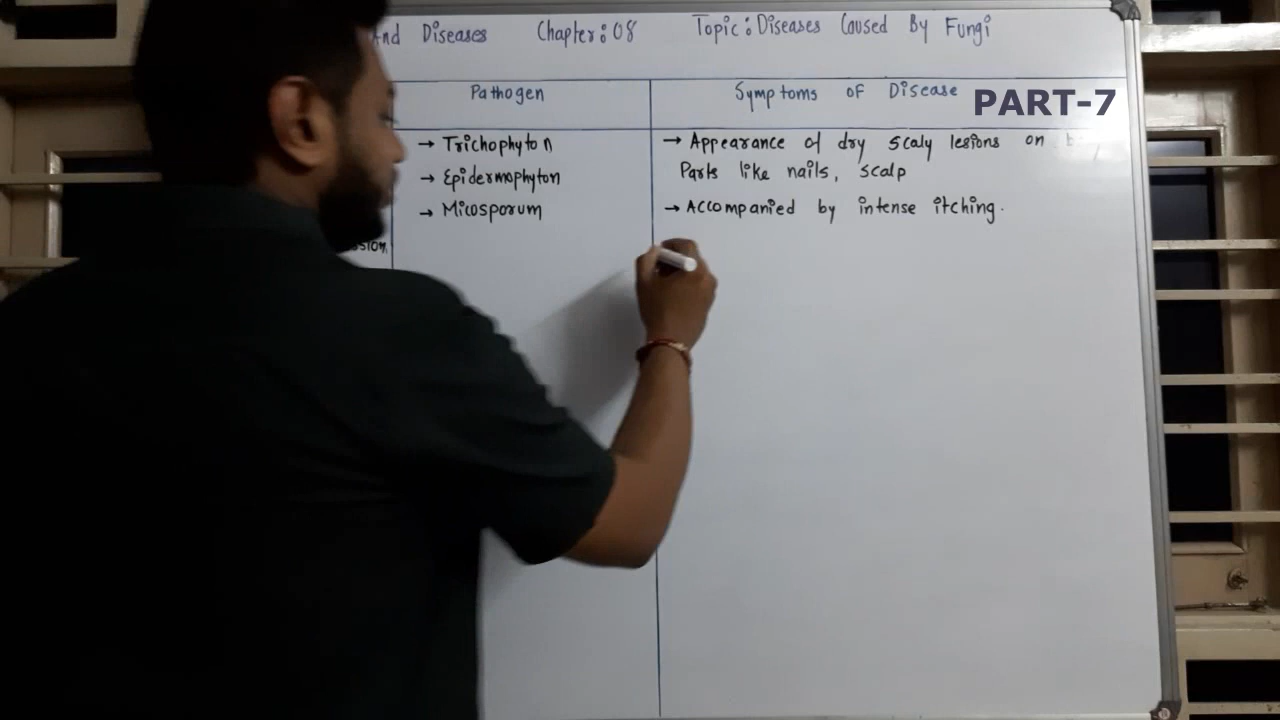 And Diseases Chapter: 08 Topic: Diseases Caused By Fungi
Pathogen
Symptoms of Disease
PART-7
→ Trichophyton
→ Appearance of dry scaly lesions on
→ Epidermophyton
Parts like nails, scalp
→ Micosporum
→ Accompanied by intense itching.